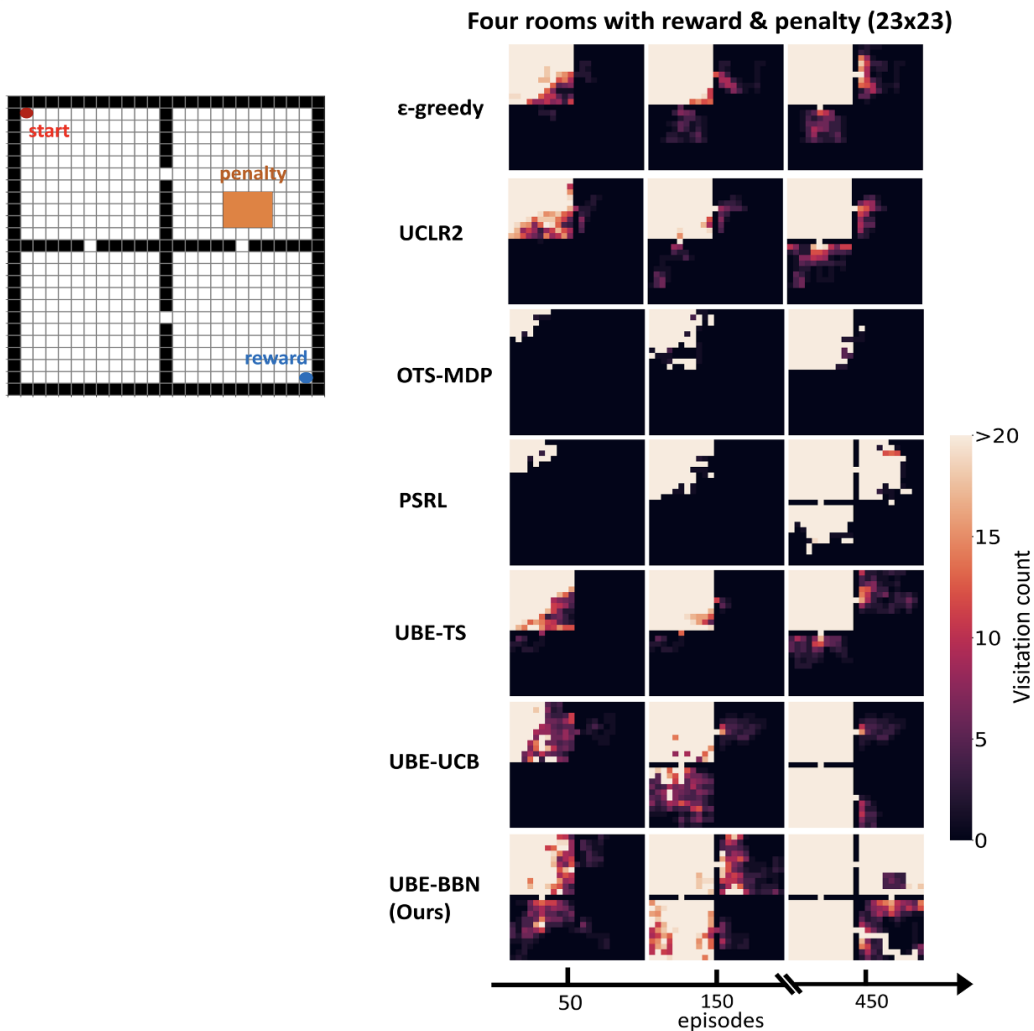 Four rooms with reward & penalty (23x23)
start
penalty
reward
ε-greedy
UCLR2
OTS-MDP
PSRL
UBE-TS
UBE-UCB
UBE-BBN
(Ours)
>20
15
10
5
0
Visitation count
50
150
450
episodes